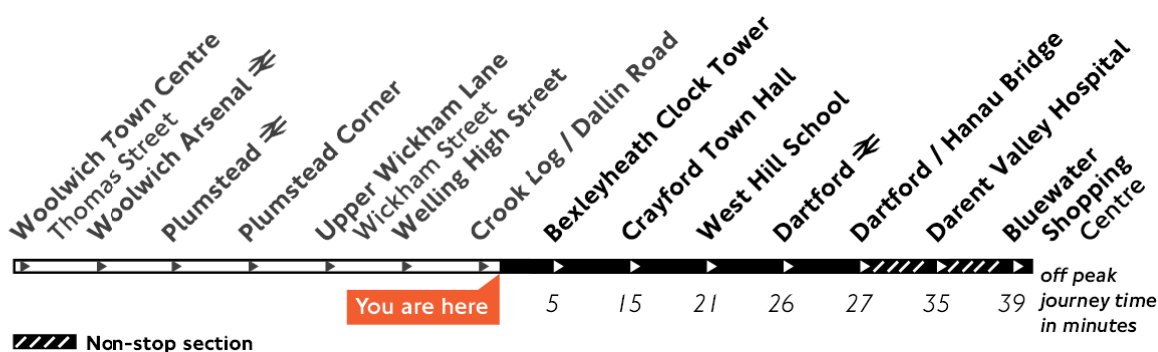 Woolwich Town Centre
Thomas Street
Woolwich Arsenal
Plumstead
Plumstead Corner
Upper Wickham Lane
Wickham Street
Welling High Street
Crook Log / Dallin Road
Bexleyheath Clock Tower
Crayford Town Hall
West Hill School
Dartford
Dartford / Hanau Bridge
Darent Valley Hospital
Bluewater
Shopping
Centre
You are here
5 15 21 26 27 35 39
off peak
journey time
in minutes
Non-stop section